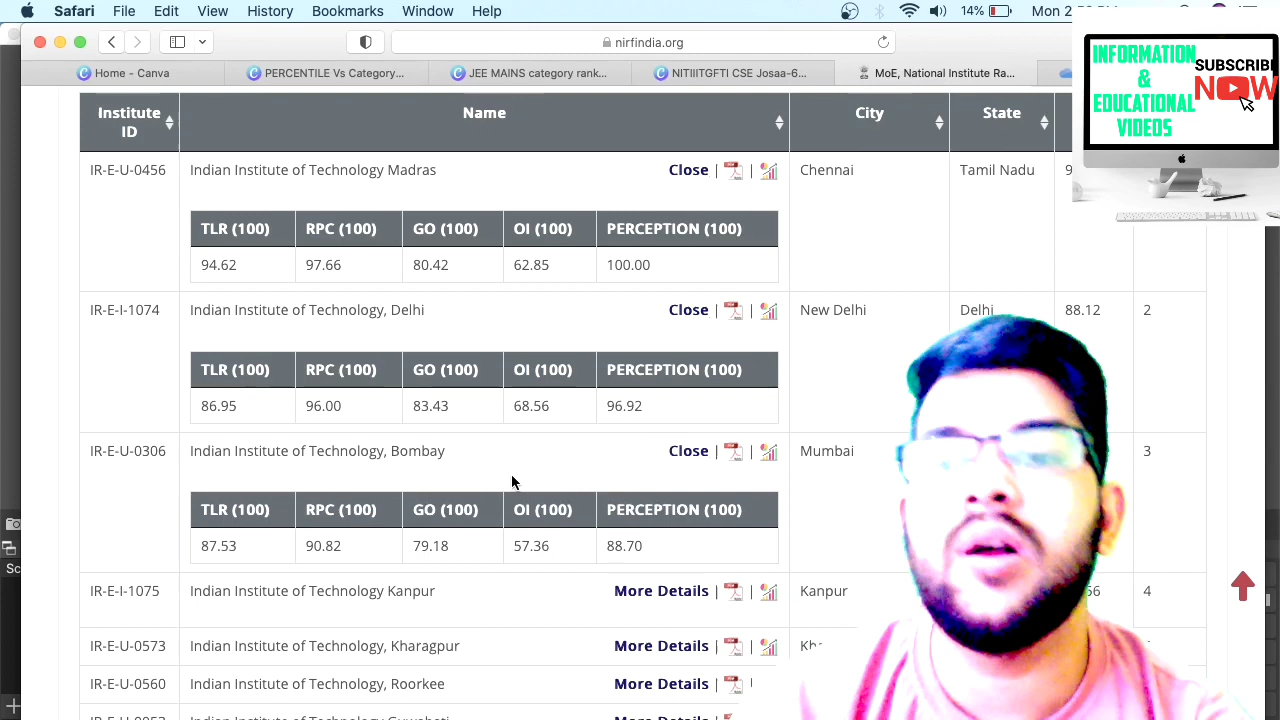 Safari File Edit View History Bookmarks Window Help 14% Mon 2
nirfindia.org
Home - Canva PERCENTILE Vs Category... JEE MAINS category rank... NITIIITGFTI CSE Josaa-6... MoE, National Institute Ra...
INFORMATION
&
EDUCATIONAL
VIDEOS
SUBSCRIBE
NOW
Institute ID Name City State
IR-E-U-0456 Indian Institute of Technology Madras Close | | Chennai Tamil Nadu 9
TLR (100) RPC (100) GO (100) OI (100) PERCEPTION (100)
94.62 97.66 80.42 62.85 100.00
IR-E-I-1074 Indian Institute of Technology, Delhi Close | | New Delhi Delhi 88.12 2
TLR (100) RPC (100) GO (100) OI (100) PERCEPTION (100)
86.95 96.00 83.43 68.56 96.92
IR-E-U-0306 Indian Institute of Technology, Bombay Close | | Mumbai 3
TLR (100) RPC (100) GO (100) OI (100) PERCEPTION (100)
87.53 90.82 79.18 57.36 88.70
Sc
IR-E-I-1075 Indian Institute of Technology Kanpur More Details | | Kanpur 4
IR-E-U-0573 Indian Institute of Technology, Kharagpur More Details | |
IR-E-U-0560 Indian Institute of Technology, Roorkee More Details | |